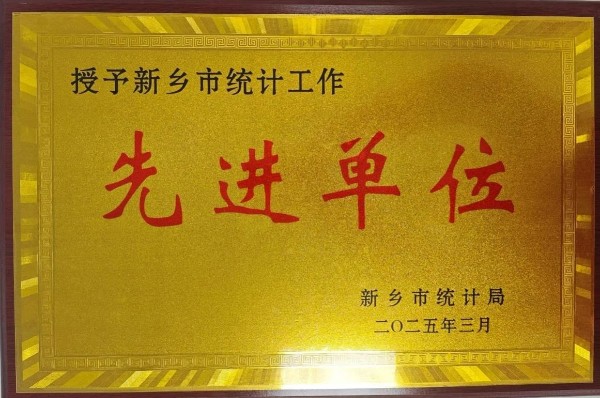 授予新乡市统计工作
先进单位
新乡市统计局
二〇二五年三月